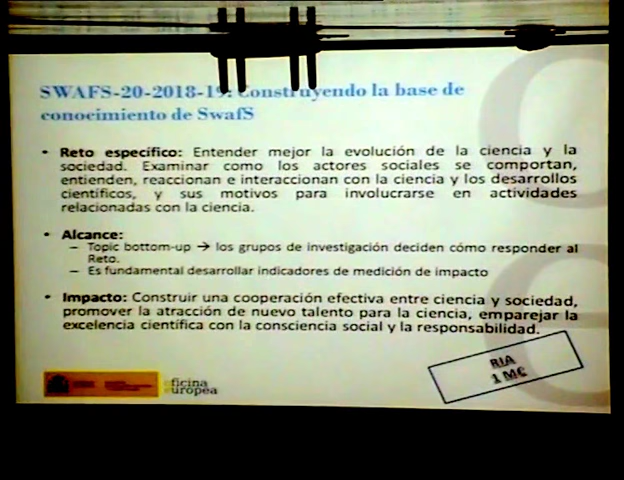 SWAFS-20-2018-19: Construyendo la base de
conocimiento de SwafS
• Reto específico: Entender mejor la evolución de la ciencia y la
sociedad. Examinar como los actores sociales se comportan,
entienden, reaccionan e interaccionan con la ciencia y los desarrollos
científicos, y sus motivos para involucrarse en actividades
relacionadas con la ciencia.
• Alcance:
– Topic bottom-up → los grupos de investigación deciden cómo responder al
Reto.
– Es fundamental desarrollar indicadores de medición de impacto
• Impacto: Construir una cooperación efectiva entre ciencia y sociedad,
promover la atracción de nuevo talento para la ciencia, emparejar la
excelencia científica con la consciencia social y la responsabilidad.
RIA
1 M€
oficina
europea